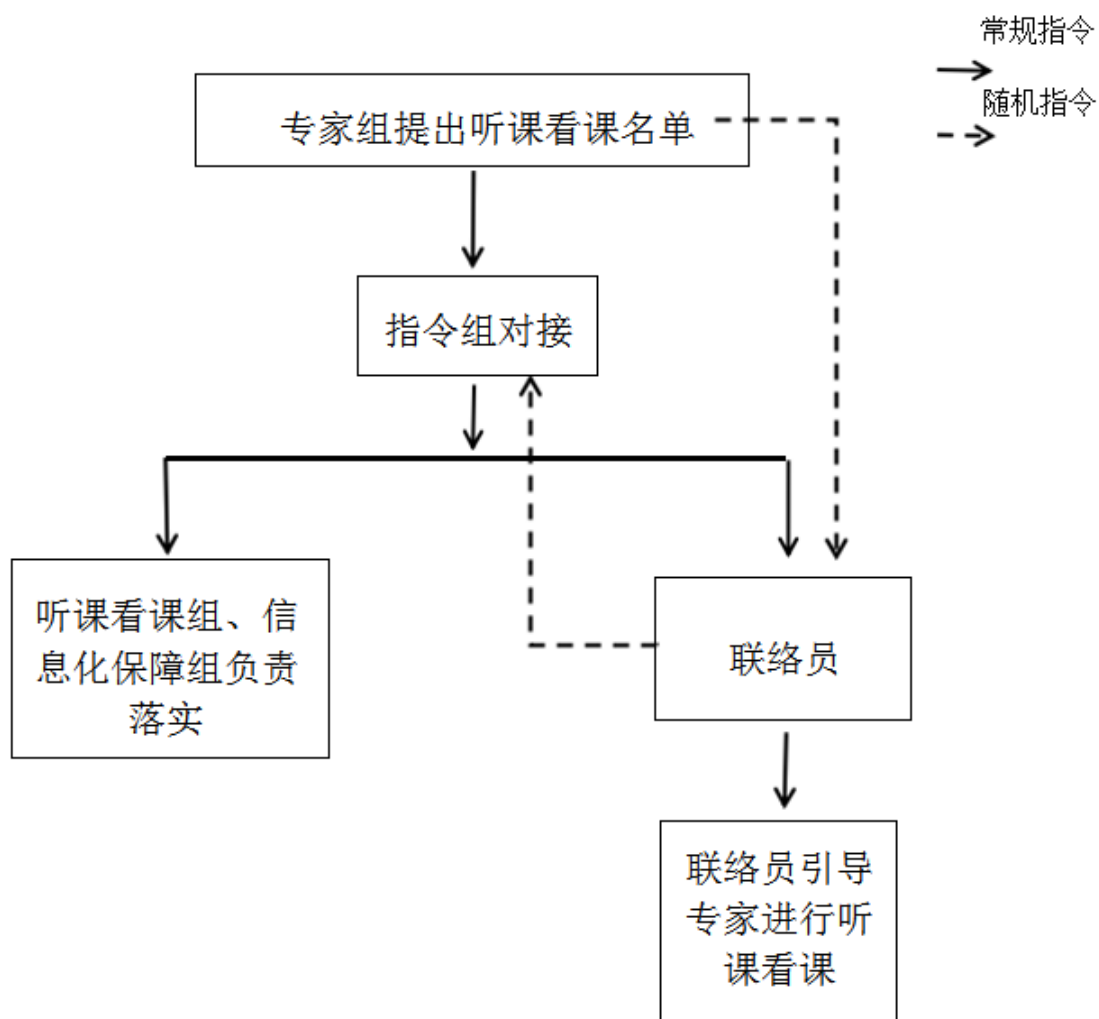 常规指令
随机指令
专家组提出听课看课名单
指令组对接
听课看课组、信
息化保障组负责
落实
联络员
联络员引导
专家进行听
课看课